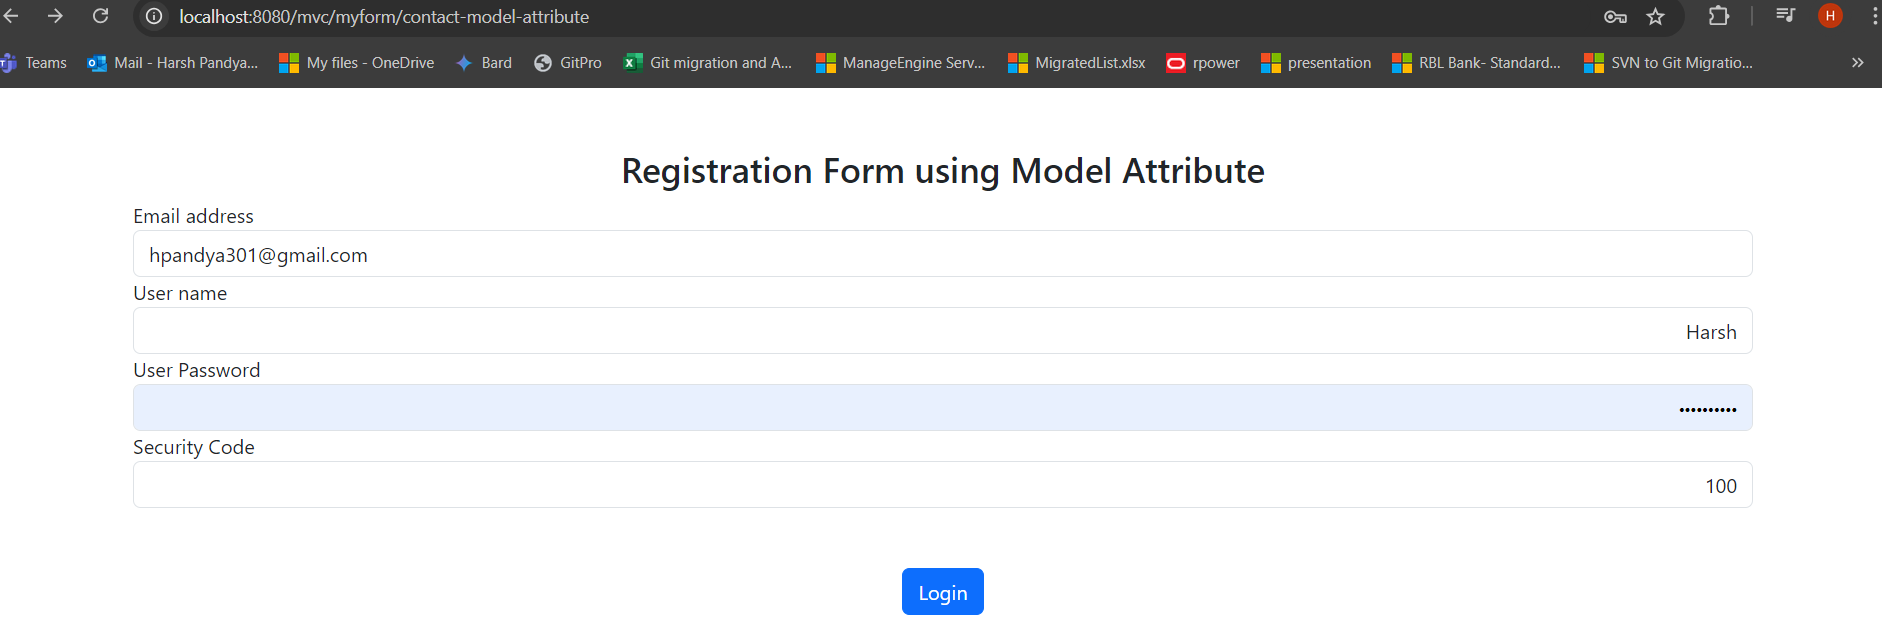 localhost:8080/mvc/myform/contact-model-attribute
H
Teams Mail - Harsh Pandya... My files - OneDrive Bard GitPro Git migration and A... ManageEngine Serv... MigratedList.xlsx rpower presentation RBL Bank- Standard... SVN to Git Migratio... »
Registration Form using Model Attribute
Email address
hpandya301@gmail.com
User name
Harsh
User Password
••••••••••
Security Code
100
Login